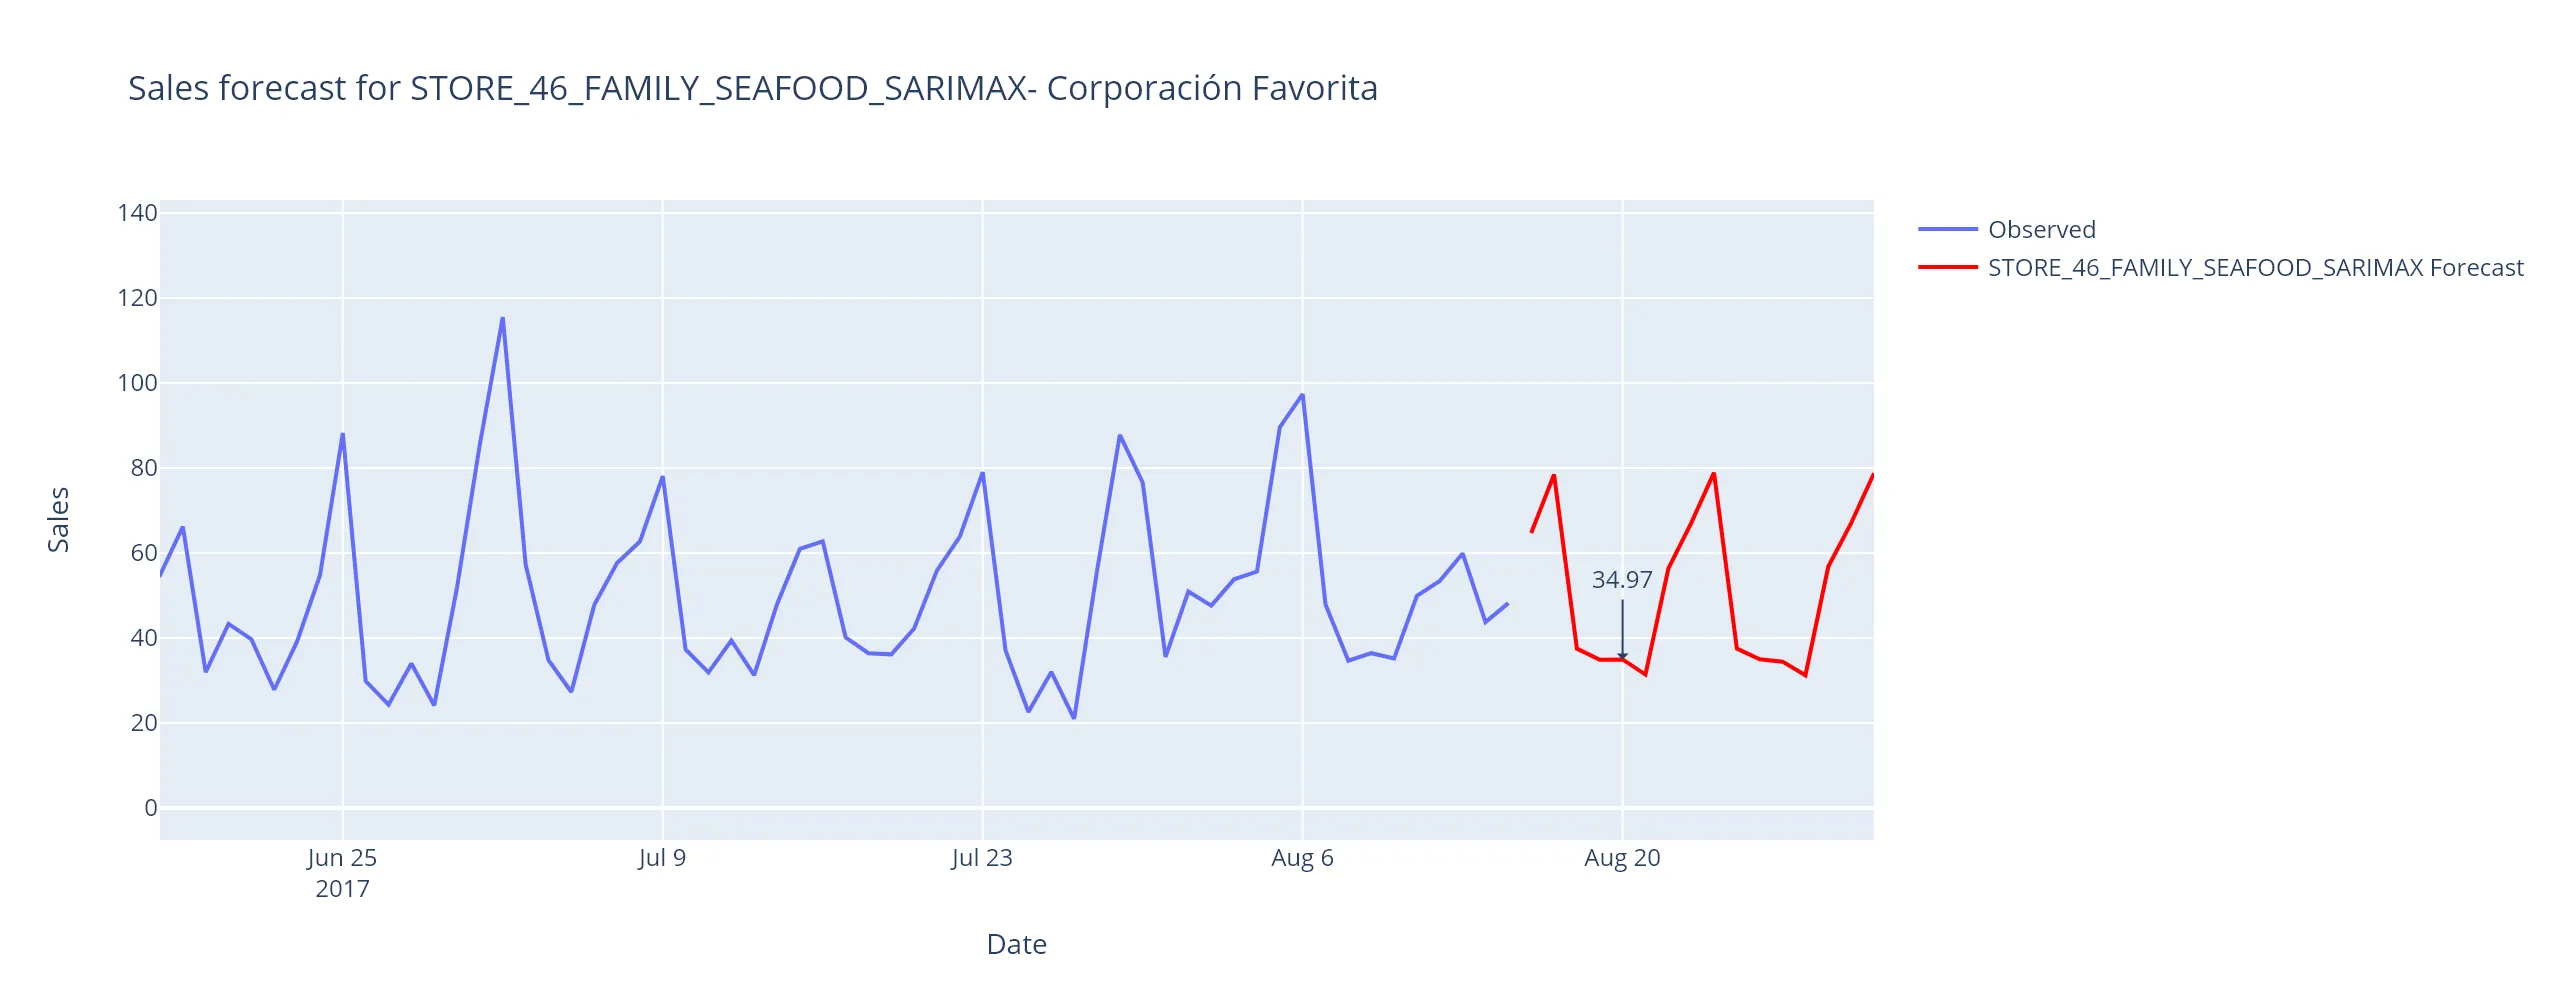 Sales forecast for STORE_46_FAMILY_SEAFOOD_SARIMAX- Corporación Favorita
Observed
STORE_46_FAMILY_SEAFOOD_SARIMAX Forecast
140
120
100
80
60
40
20
0
Sales
34.97
Jun 25
2017
Jul 9
Jul 23
Aug 6
Aug 20
Date